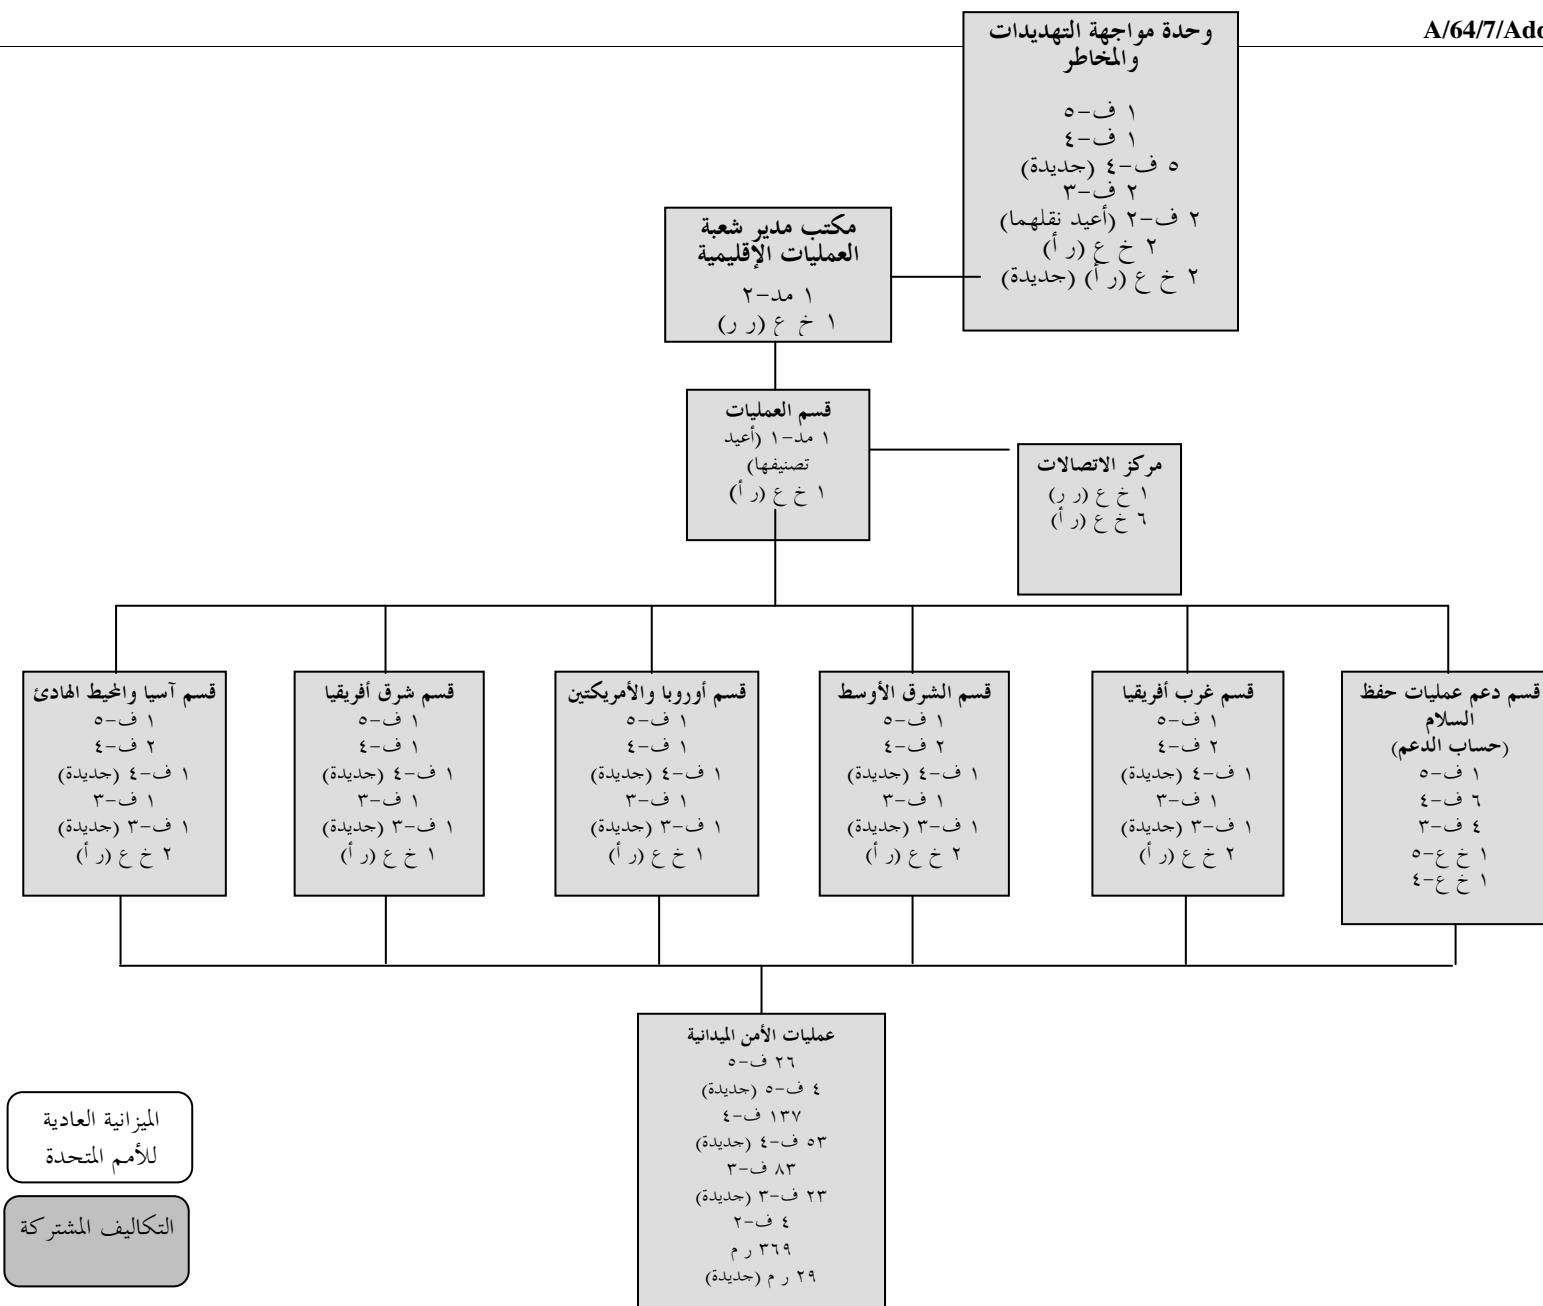 A/64/7/Add
وحدة مواجهة التهديدات
والمخاطر
١ ف-٥
١ ف-٤
٥ ف-٤ (جديدة)
٢ ف-٣
٢ ف-٢ (أعيد نقلهما)
٢ خ ع (ر أ)
٢ خ ع (ر أ) (جديدة)
مكتب مدير شعبة
العمليات الإقليمية
١ مد-٢
١ خ ع (ر ر)
قسم العمليات
١ مد-١ (أعيد
تصنيفها)
١ خ ع (ر أ)
مركز الاتصالات
١ خ ع (ر ر)
٦ خ ع (ر أ)
قسم دعم عمليات حفظ
السلام
(حساب الدعم)
١ ف-٥
٦ ف-٤
٤ ف-٣
١ خ ع-٥
١ خ ع-٤
قسم غرب أفريقيا
١ ف-٥
٢ ف-٤
١ ف-٤ (جديدة)
١ ف-٣
١ ف-٣ (جديدة)
٢ خ ع (ر أ)
قسم الشرق الأوسط
١ ف-٥
٢ ف-٤
١ ف-٤ (جديدة)
١ ف-٣
١ ف-٣ (جديدة)
٢ خ ع (ر أ)
قسم أوروبا والأمريكتين
١ ف-٥
١ ف-٤
١ ف-٤ (جديدة)
١ ف-٣
١ ف-٣ (جديدة)
١ خ ع (ر أ)
قسم شرق أفريقيا
١ ف-٥
١ ف-٤
١ ف-٤ (جديدة)
١ ف-٣
١ ف-٣ (جديدة)
١ خ ع (ر أ)
قسم آسيا والمحيط الهادئ
١ ف-٥
٢ ف-٤
١ ف-٤ (جديدة)
١ ف-٣
١ ف-٣ (جديدة)
٢ خ ع (ر أ)
عمليات الأمن الميدانية
٢٦ ف-٥
٤ ف-٥ (جديدة)
١٣٧ ف-٤
٥٣ ف-٤ (جديدة)
٨٣ ف-٣
٢٣ ف-٣ (جديدة)
٤ ف-٢
٣٦٩ ر م
٢٩ ر م (جديدة)
الميزانية العادية
للأمم المتحدة
التكاليف المشتركة